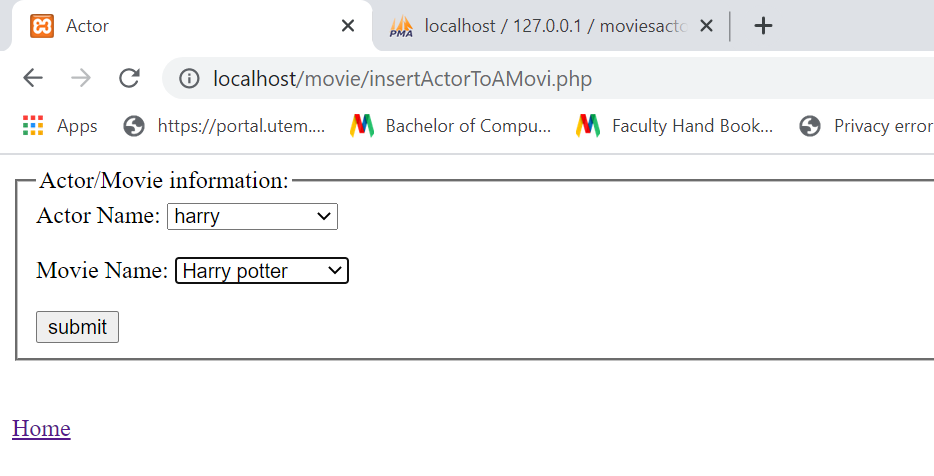 Actor
localhost / 127.0.0.1 / moviesacto
localhost/movie/insertActorToAMovi.php
Apps https://portal.utem.... Bachelor of Compu... Faculty Hand Book... Privacy error
Actor/Movie information:
Actor Name: harry
Movie Name: Harry potter
submit
Home